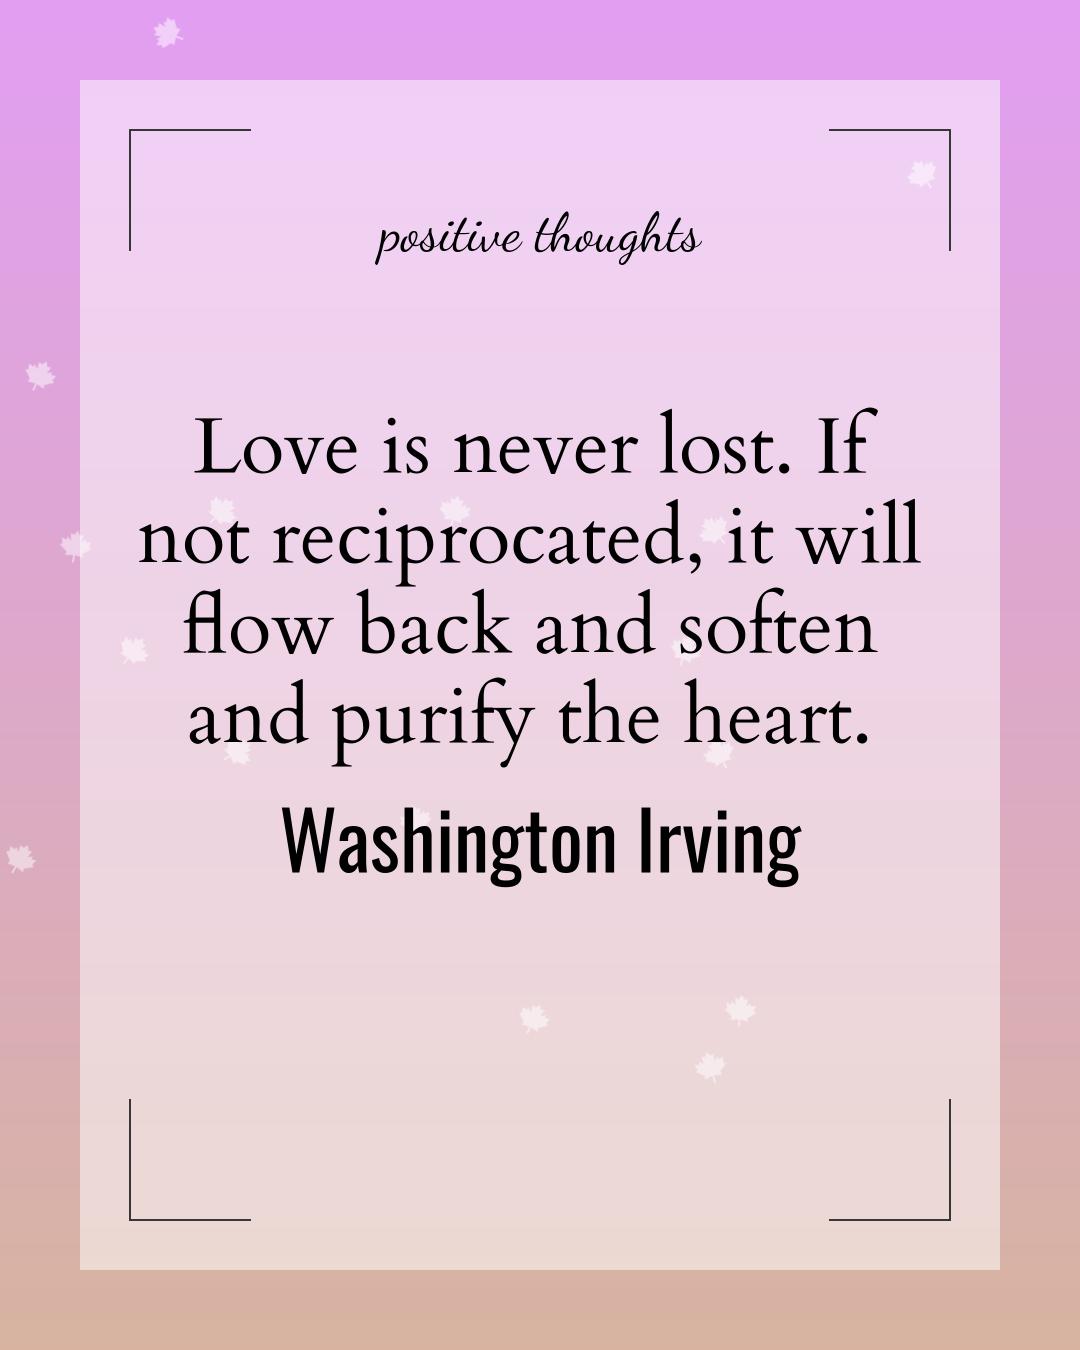 positive thoughts
Love is never lost. If
not reciprocated, it will
flow back and soften
and purify the heart.
Washington Irving